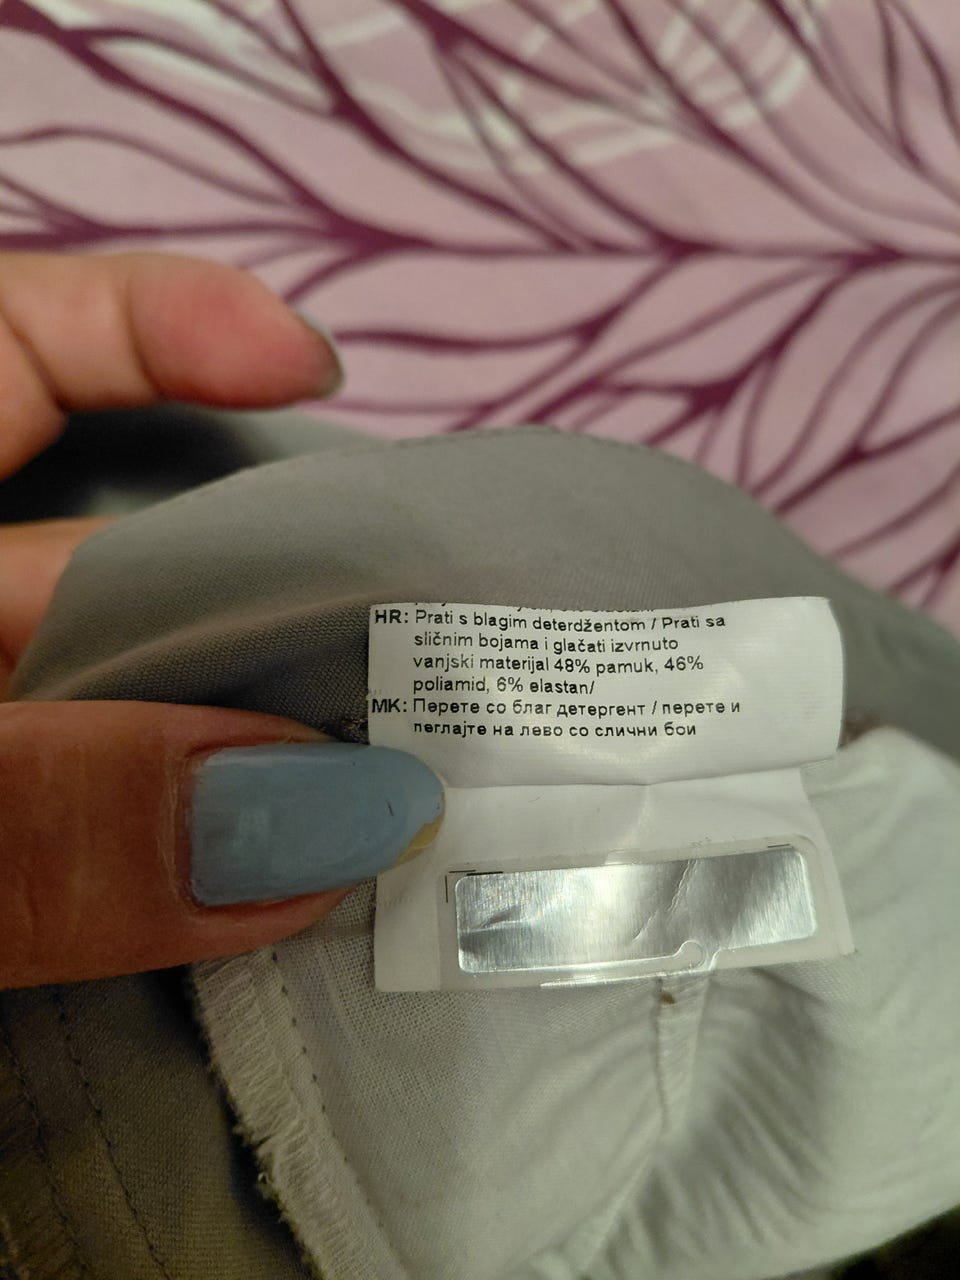 HR: Prati s blagim deterdžentom / Prati sa
sličnim bojama i glačati izvrnuto
vanjski materijal 48% pamuk, 46%
poliamid, 6% elastan/
MK: Перете со благ детергент / перете и
пеглајте на лево со слични бои